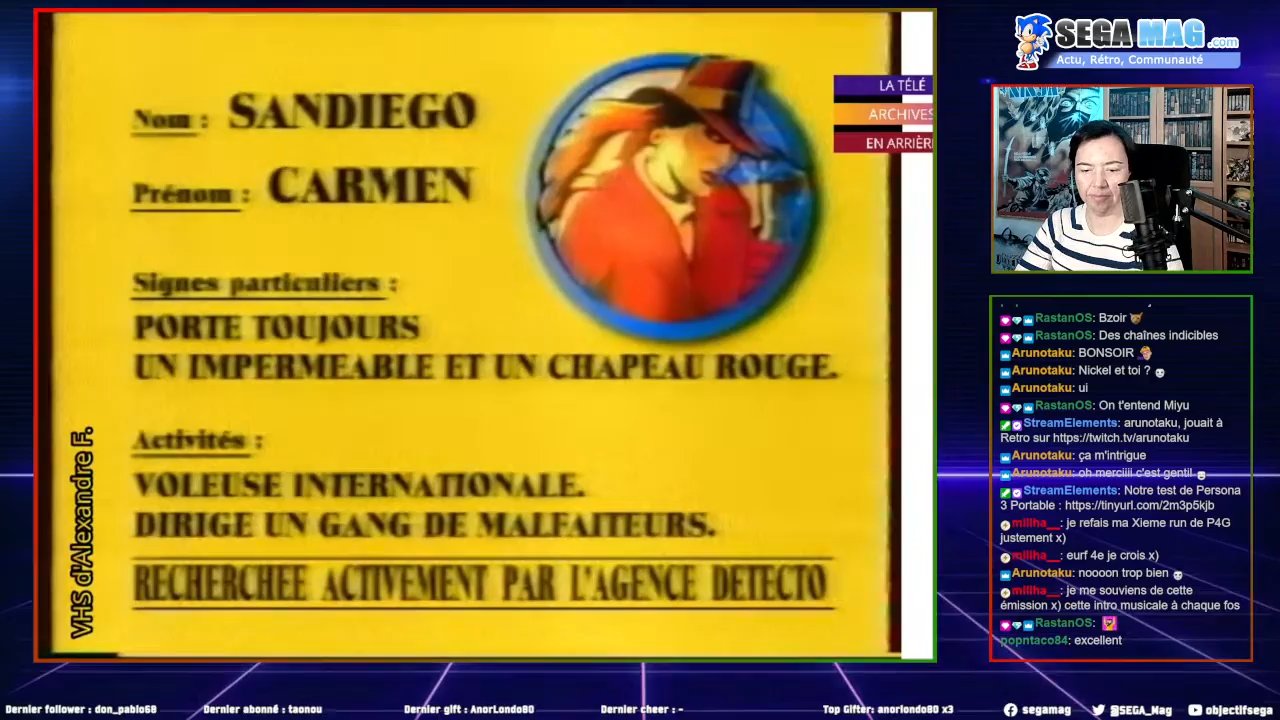 Nom : SANDIEGO
Prénom : CARMEN
Signes particuliers :
PORTE TOUJOURS
UN IMPERMEABLE ET UN CHAPEAU ROUGE.
Activités :
VOLEUSE INTERNATIONALE.
DIRIGE UN GANG DE MALFAITEURS.
RECHERCHEE ACTIVEMENT PAR L'AGENCE DETECTO
VHS d'Alexandre F.
LA TÉLÉ
ARCHIVES
EN ARRIÈR
SEGA MAG .com
Actu, Rétro, Communauté
RastanOS: Bzoir
RastanOS: Des chaînes indicibles
Arunotaku: BONSOIR
Arunotaku: Nickel et toi ?
Arunotaku: ui
RastanOS: On t'entend Miyu
StreamElements: arunotaku, jouait à
Retro sur https://twitch.tv/arunotaku
Arunotaku: ça m'intrigue
Arunotaku: oh merciiii c'est gentil
StreamElements: Notre test de Persona
3 Portable : https://tinyurl.com/2m3p5kjb
millha__: je refais ma Xieme run de P4G
justement x)
millha__: eurf 4e je crois x)
Arunotaku: noooon trop bien
millha__: je me souviens de cette
émission x) cette intro musicale à chaque fos
RastanOS:
popntaco84: excellent
Dernier follower : don_pablo68
Dernier abonné : taonou
Dernier gift : AnorLondo80
Dernier cheer : -
Top Gifter: anorlondo80 x3
segamag
@SEGA_Mag
objectifsega